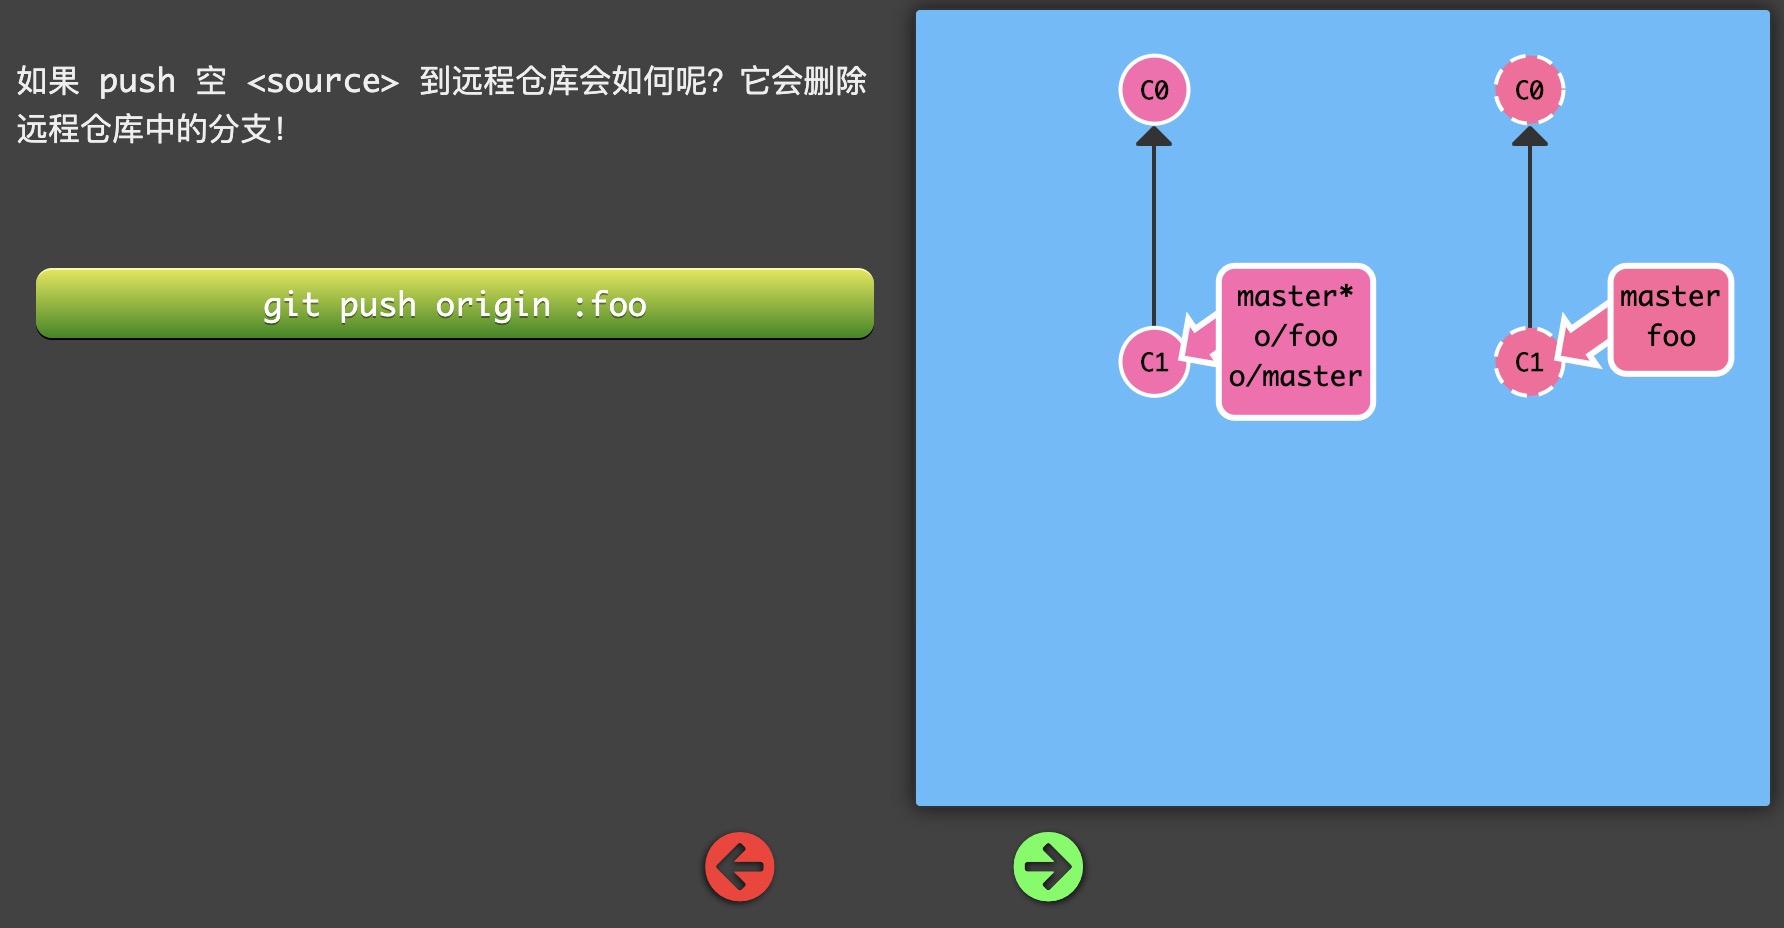 如果 push 空 <source> 到远程仓库会如何呢？它会删除
远程仓库中的分支！
git push origin :foo
C0
C1
master*
o/foo
o/master
C0
C1
master
foo